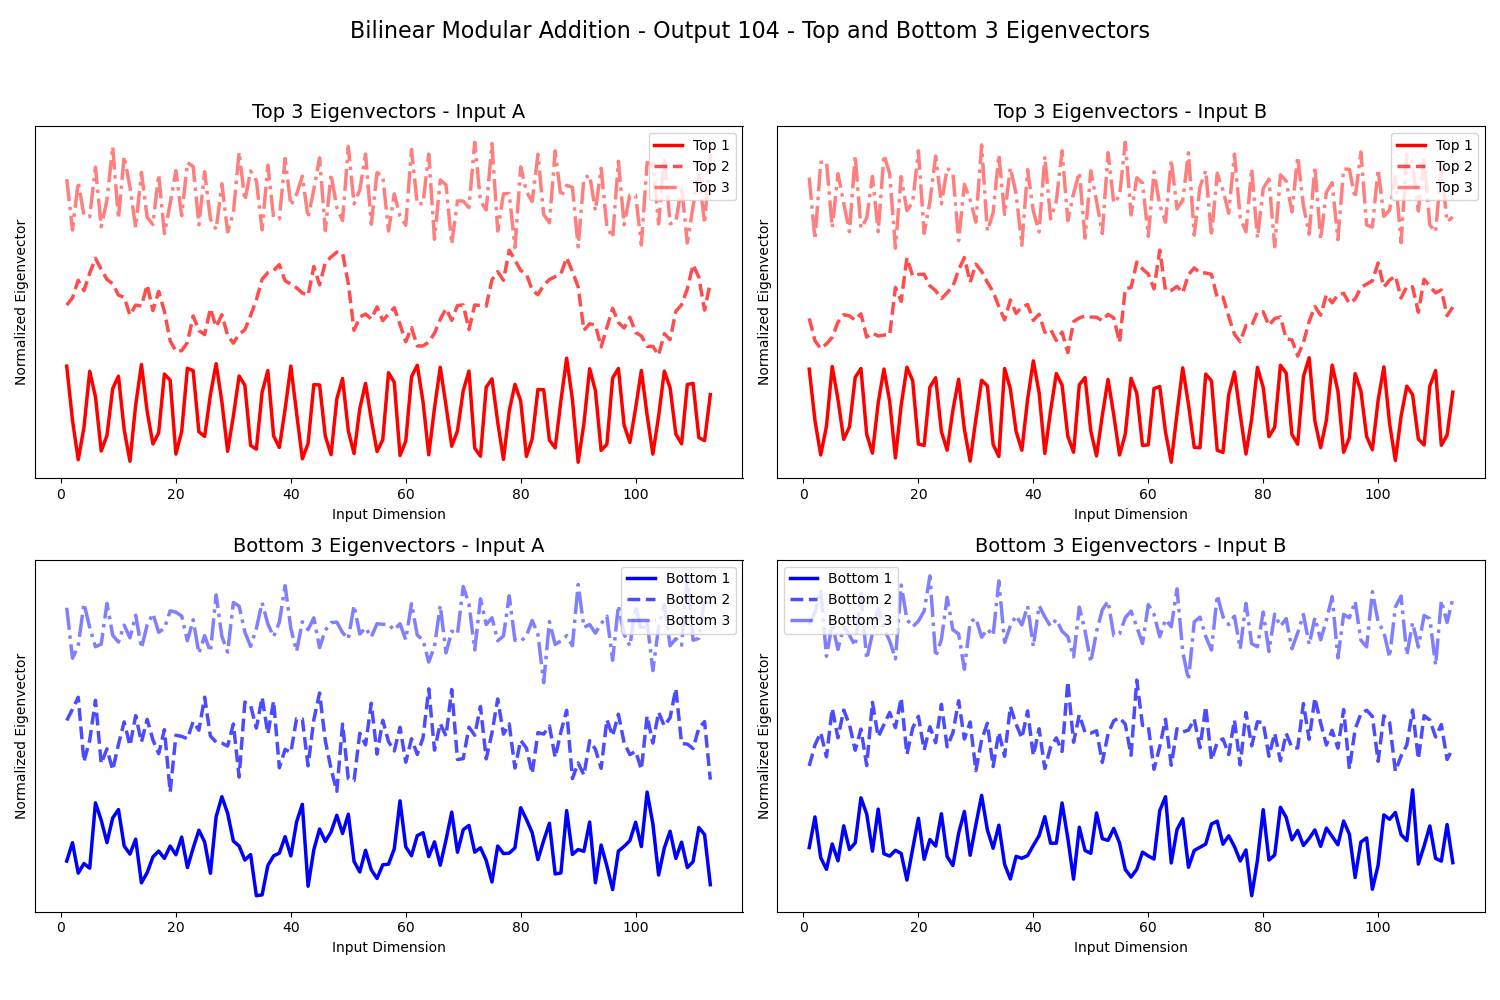 Bilinear Modular Addition - Output 104 - Top and Bottom 3 Eigenvectors
Top 3 Eigenvectors - Input A
Top 1
Top 2
Top 3
Normalized Eigenvector
0 20 40 60 80 100
Input Dimension
Top 3 Eigenvectors - Input B
Top 1
Top 2
Top 3
Normalized Eigenvector
0 20 40 60 80 100
Input Dimension
Bottom 3 Eigenvectors - Input A
Bottom 1
Bottom 2
Bottom 3
Normalized Eigenvector
0 20 40 60 80 100
Input Dimension
Bottom 3 Eigenvectors - Input B
Bottom 1
Bottom 2
Bottom 3
Normalized Eigenvector
0 20 40 60 80 100
Input Dimension